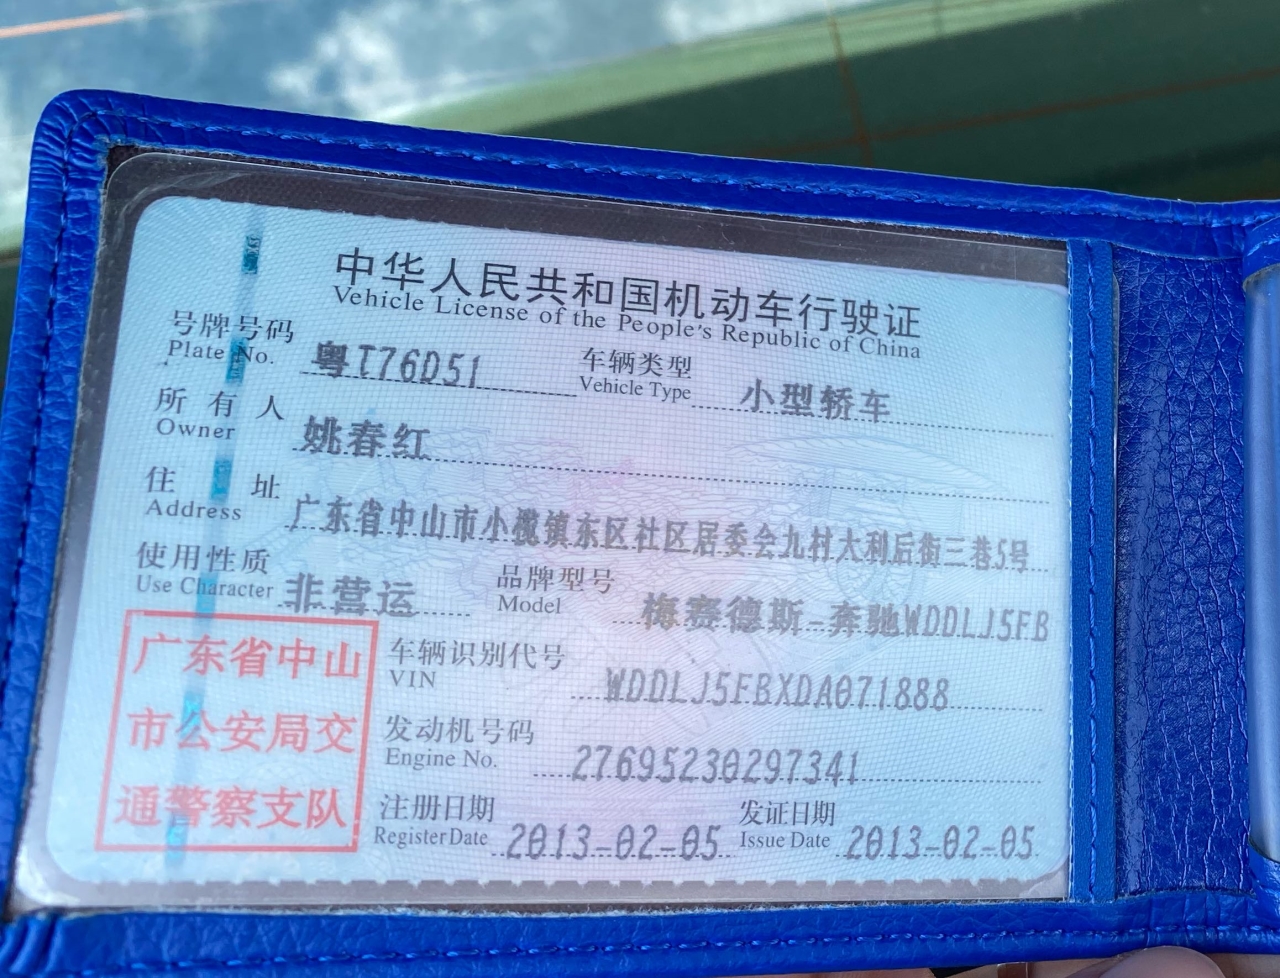 中华人民共和国机动车行驶证
Vehicle License of the People's Republic of China
号牌号码 粤T76D51 车辆类型 小型轿车
Plate No. Vehicle Type
所有人 姚春红
Owner
住址 广东省中山市小榄镇东区社区居委会九村大利后街三巷5号
Address
使用性质 非营运 品牌型号 梅赛德斯-奔驰WDDLJ5FB
Use Character Model
广东省中山
市公安局交
通警察支队
车辆识别代号 WDDLJ5FBXDA071888
VIN
发动机号码 27695230297341
Engine No.
注册日期 2013-02-05 发证日期 2013-02-05
Register Date Issue Date